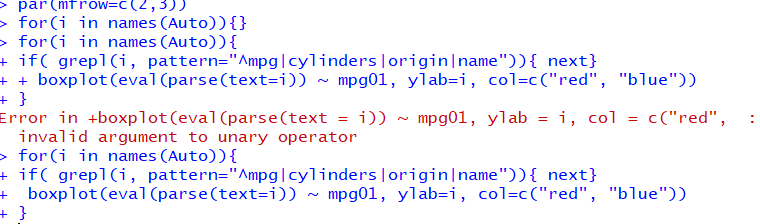 > par(mfrow=c(2,3))
> for(i in names(Auto)){}
> for(i in names(Auto)){
+ if( grepl(i, pattern="^mpg|cylinders|origin|name")){ next}
+ + boxplot(eval(parse(text=i)) ~ mpg01, ylab=i, col=c("red", "blue"))
+ }
Error in +boxplot(eval(parse(text = i)) ~ mpg01, ylab = i, col = c("red",  :
  invalid argument to unary operator
> for(i in names(Auto)){
+ if( grepl(i, pattern="^mpg|cylinders|origin|name")){ next}
+  boxplot(eval(parse(text=i)) ~ mpg01, ylab=i, col=c("red", "blue"))
+ }